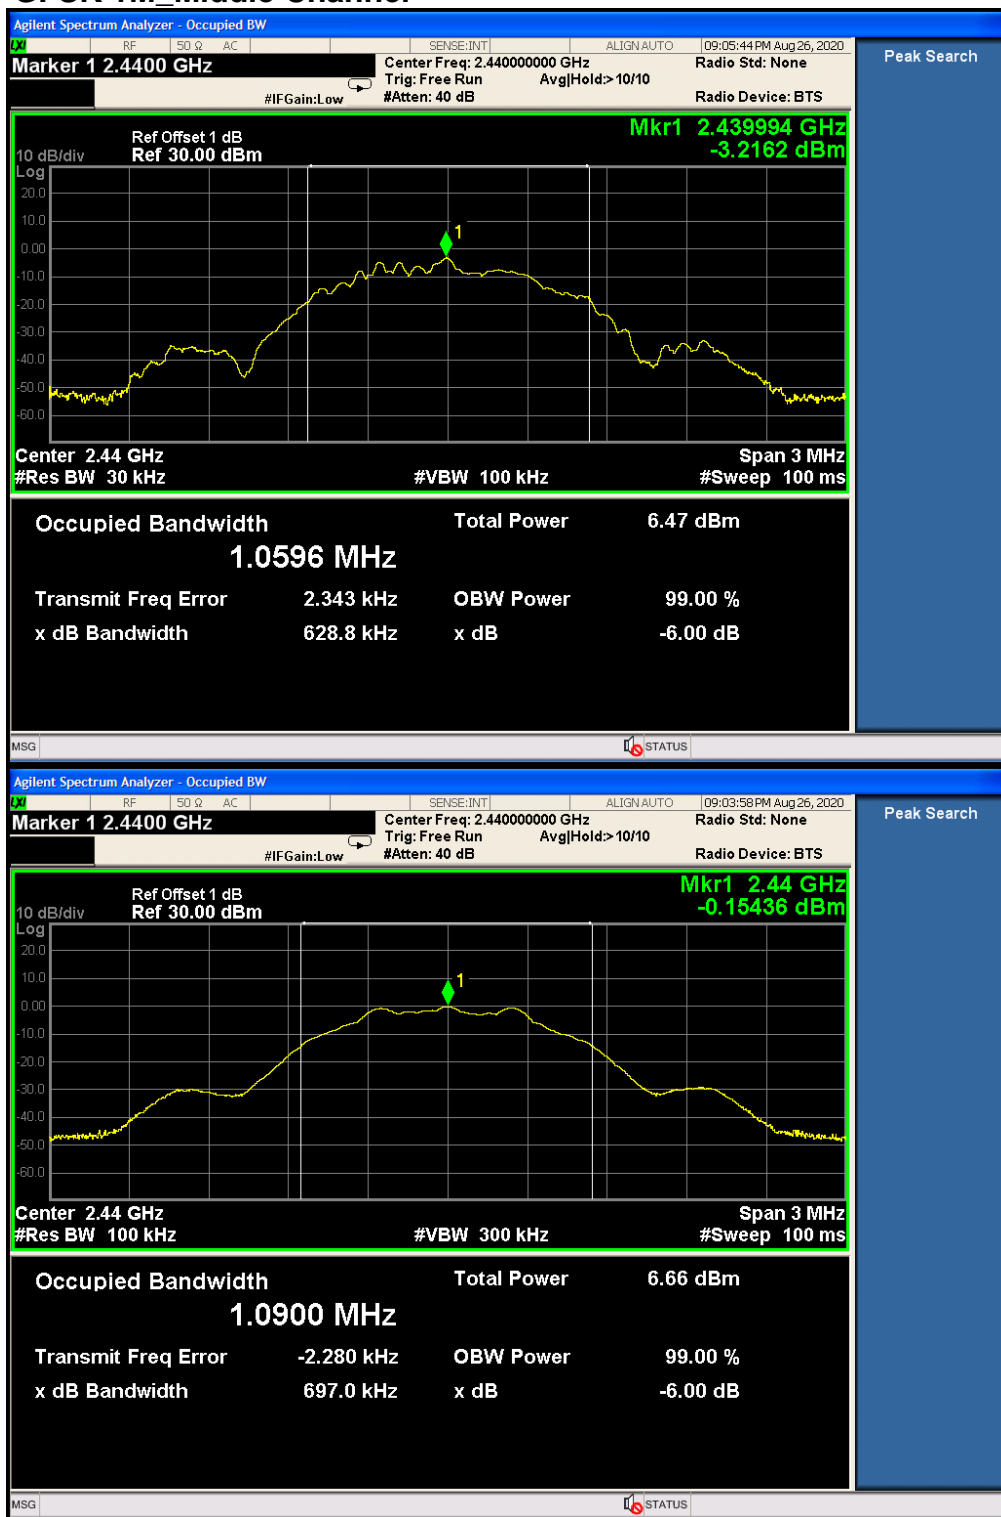 GFSK 1M_Middle Channel
Agilent Spectrum Analyzer - Occupied BW
LXI RF 50 Ω AC SENSE:INT ALIGN AUTO 09:05:44 PM Aug 26, 2020
Marker 1 2.4400 GHz Center Freq: 2.440000000 GHz Radio Std: None Peak Search
Trig: Free Run Avg|Hold:> 10/10
#IFGain:Low #Atten: 40 dB Radio Device: BTS
Mkr1 2.439994 GHz
Ref Offset 1 dB
10 dB/div Ref 30.00 dBm -3.2162 dBm
Log
20.0
10.0
1
0.00
-10.0
-20.0
-30.0
-40.0
-50.0
-60.0
Center 2.44 GHz Span 3 MHz
#Res BW 30 kHz #VBW 100 kHz #Sweep 100 ms
Occupied Bandwidth Total Power 6.47 dBm
1.0596 MHz
Transmit Freq Error 2.343 kHz OBW Power 99.00 %
x dB Bandwidth 628.8 kHz x dB -6.00 dB
MSG STATUS
Agilent Spectrum Analyzer - Occupied BW
LXI RF 50 Ω AC SENSE:INT ALIGN AUTO 09:03:58 PM Aug 26, 2020
Marker 1 2.4400 GHz Center Freq: 2.440000000 GHz Radio Std: None Peak Search
Trig: Free Run Avg|Hold:> 10/10
#IFGain:Low #Atten: 40 dB Radio Device: BTS
Mkr1 2.44 GHz
Ref Offset 1 dB
10 dB/div Ref 30.00 dBm -0.15436 dBm
Log
20.0
10.0
1
0.00
-10.0
-20.0
-30.0
-40.0
-50.0
-60.0
Center 2.44 GHz Span 3 MHz
#Res BW 100 kHz #VBW 300 kHz #Sweep 100 ms
Occupied Bandwidth Total Power 6.66 dBm
1.0900 MHz
Transmit Freq Error -2.280 kHz OBW Power 99.00 %
x dB Bandwidth 697.0 kHz x dB -6.00 dB
MSG STATUS